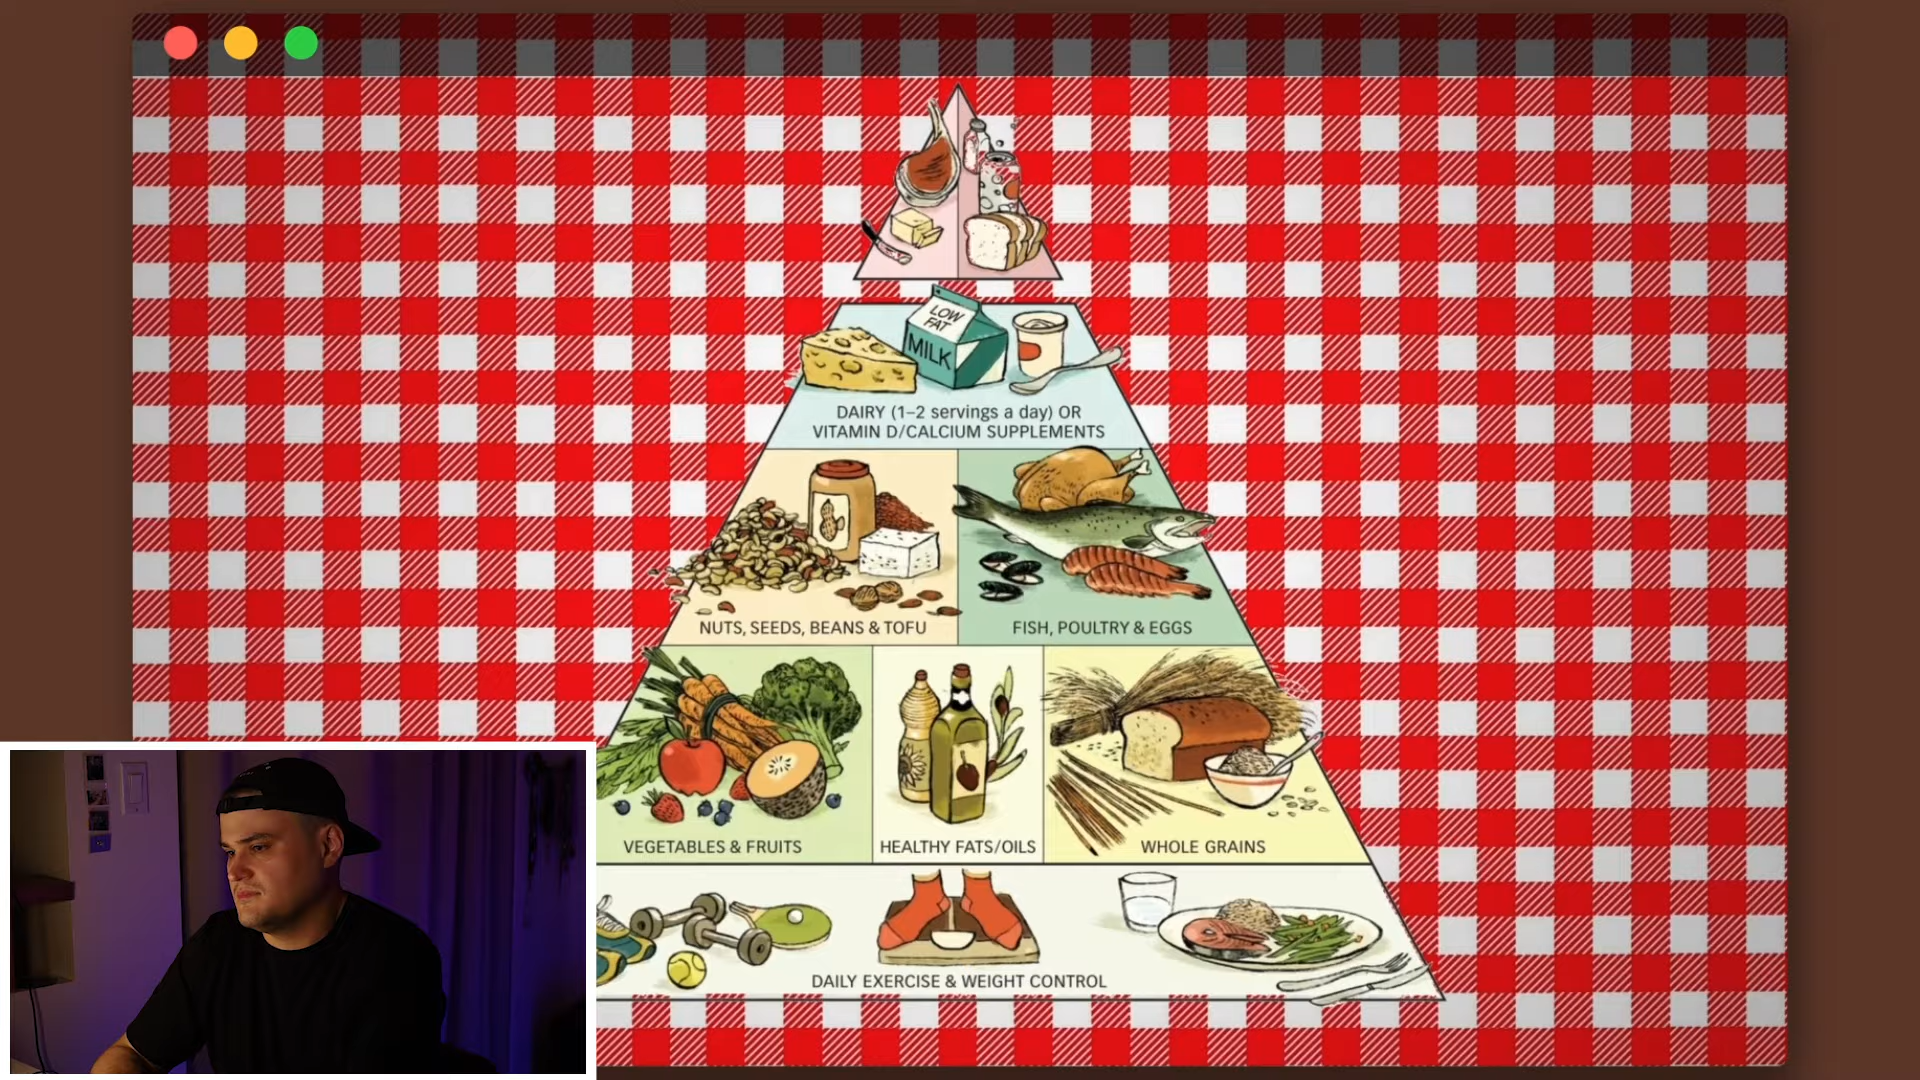 LOW
FAT
MILK
DAIRY (1–2 servings a day) OR
VITAMIN D/CALCIUM SUPPLEMENTS
NUTS, SEEDS, BEANS & TOFU
FISH, POULTRY & EGGS
VEGETABLES & FRUITS
HEALTHY FATS/OILS
WHOLE GRAINS
DAILY EXERCISE & WEIGHT CONTROL